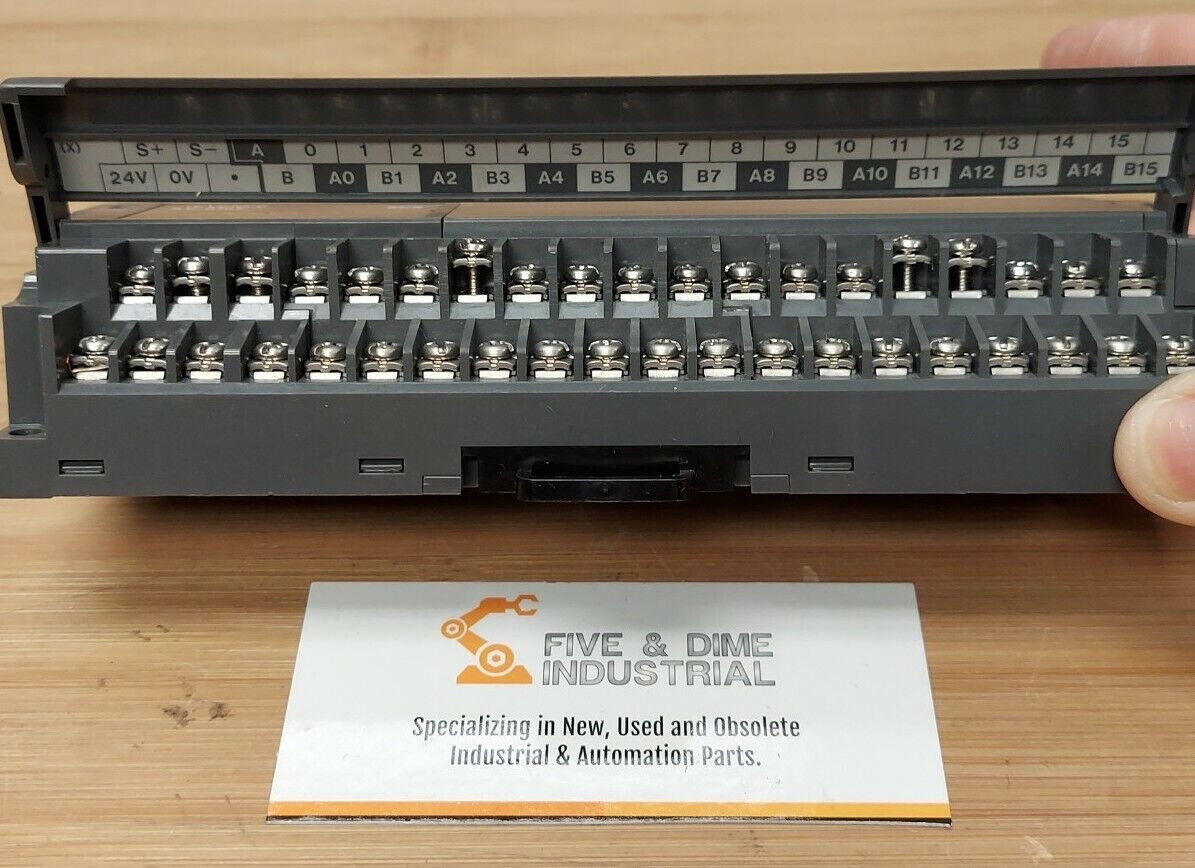 (X) S+ S- A 0 1 2 3 4 5 6 7 8 9 10 11 12 13 14 15
24V 0V • B A0 B1 A2 B3 A4 B5 A6 B7 A8 B9 A10 B11 A12 B13 A14 B15
FIVE & DIME
INDUSTRIAL
Specializing in New, Used and Obsolete
Industrial & Automation Parts.